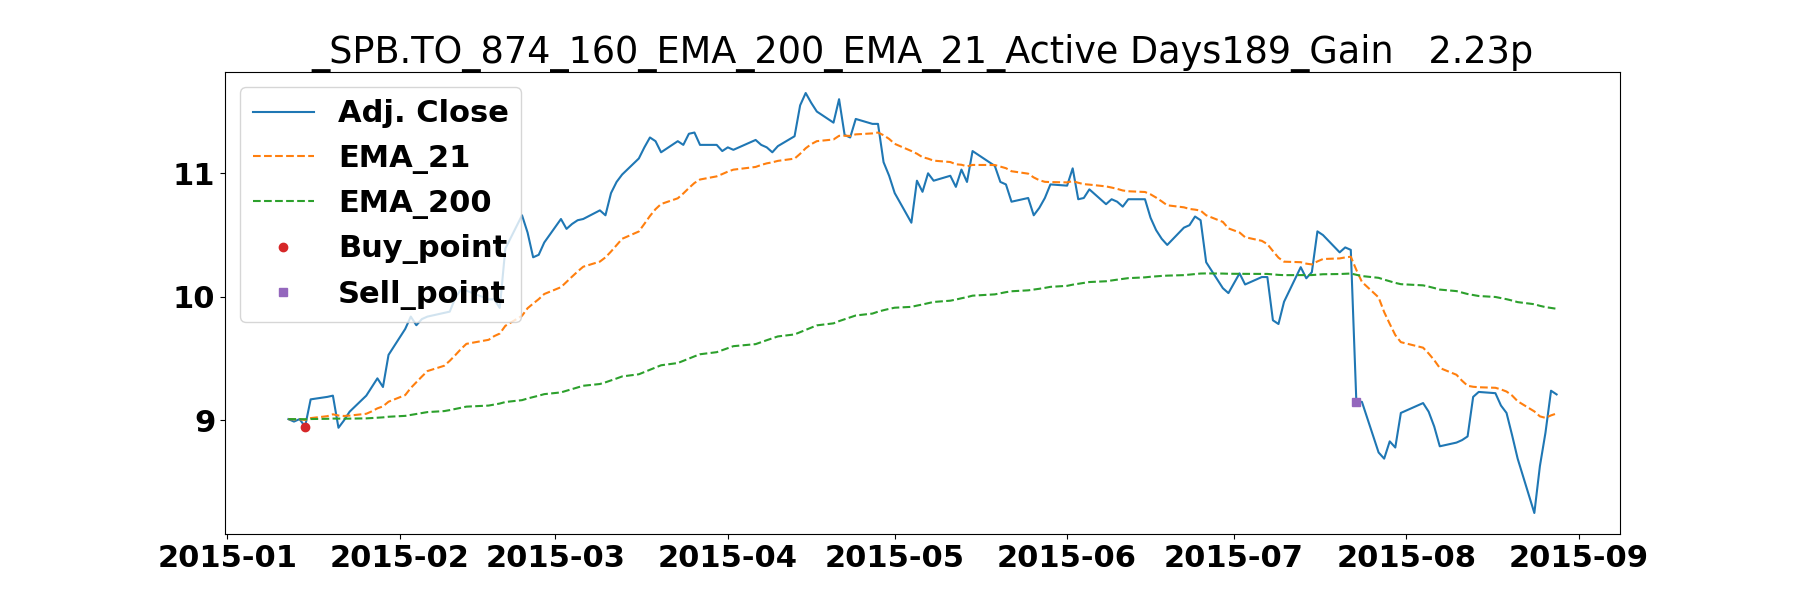 _SPB.TO_874_160_EMA_200_EMA_21_Active Days189_Gain   2.23p
Adj. Close
EMA_21
EMA_200
Buy_point
Sell_point
11
10
9
2015-01 2015-02 2015-03 2015-04 2015-05 2015-06 2015-07 2015-08 2015-09